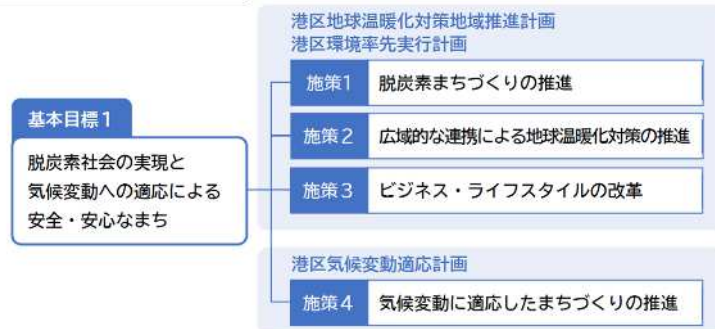 港区地球温暖化対策地域推進計画
港区環境率先実行計画
施策1 脱炭素まちづくりの推進
基本目標1
施策2 広域的な連携による地球温暖化対策の推進
脱炭素社会の実現と
気候変動への適応による
安全・安心なまち
施策3 ビジネス・ライフスタイルの改革
港区気候変動適応計画
施策4 気候変動に適応したまちづくりの推進